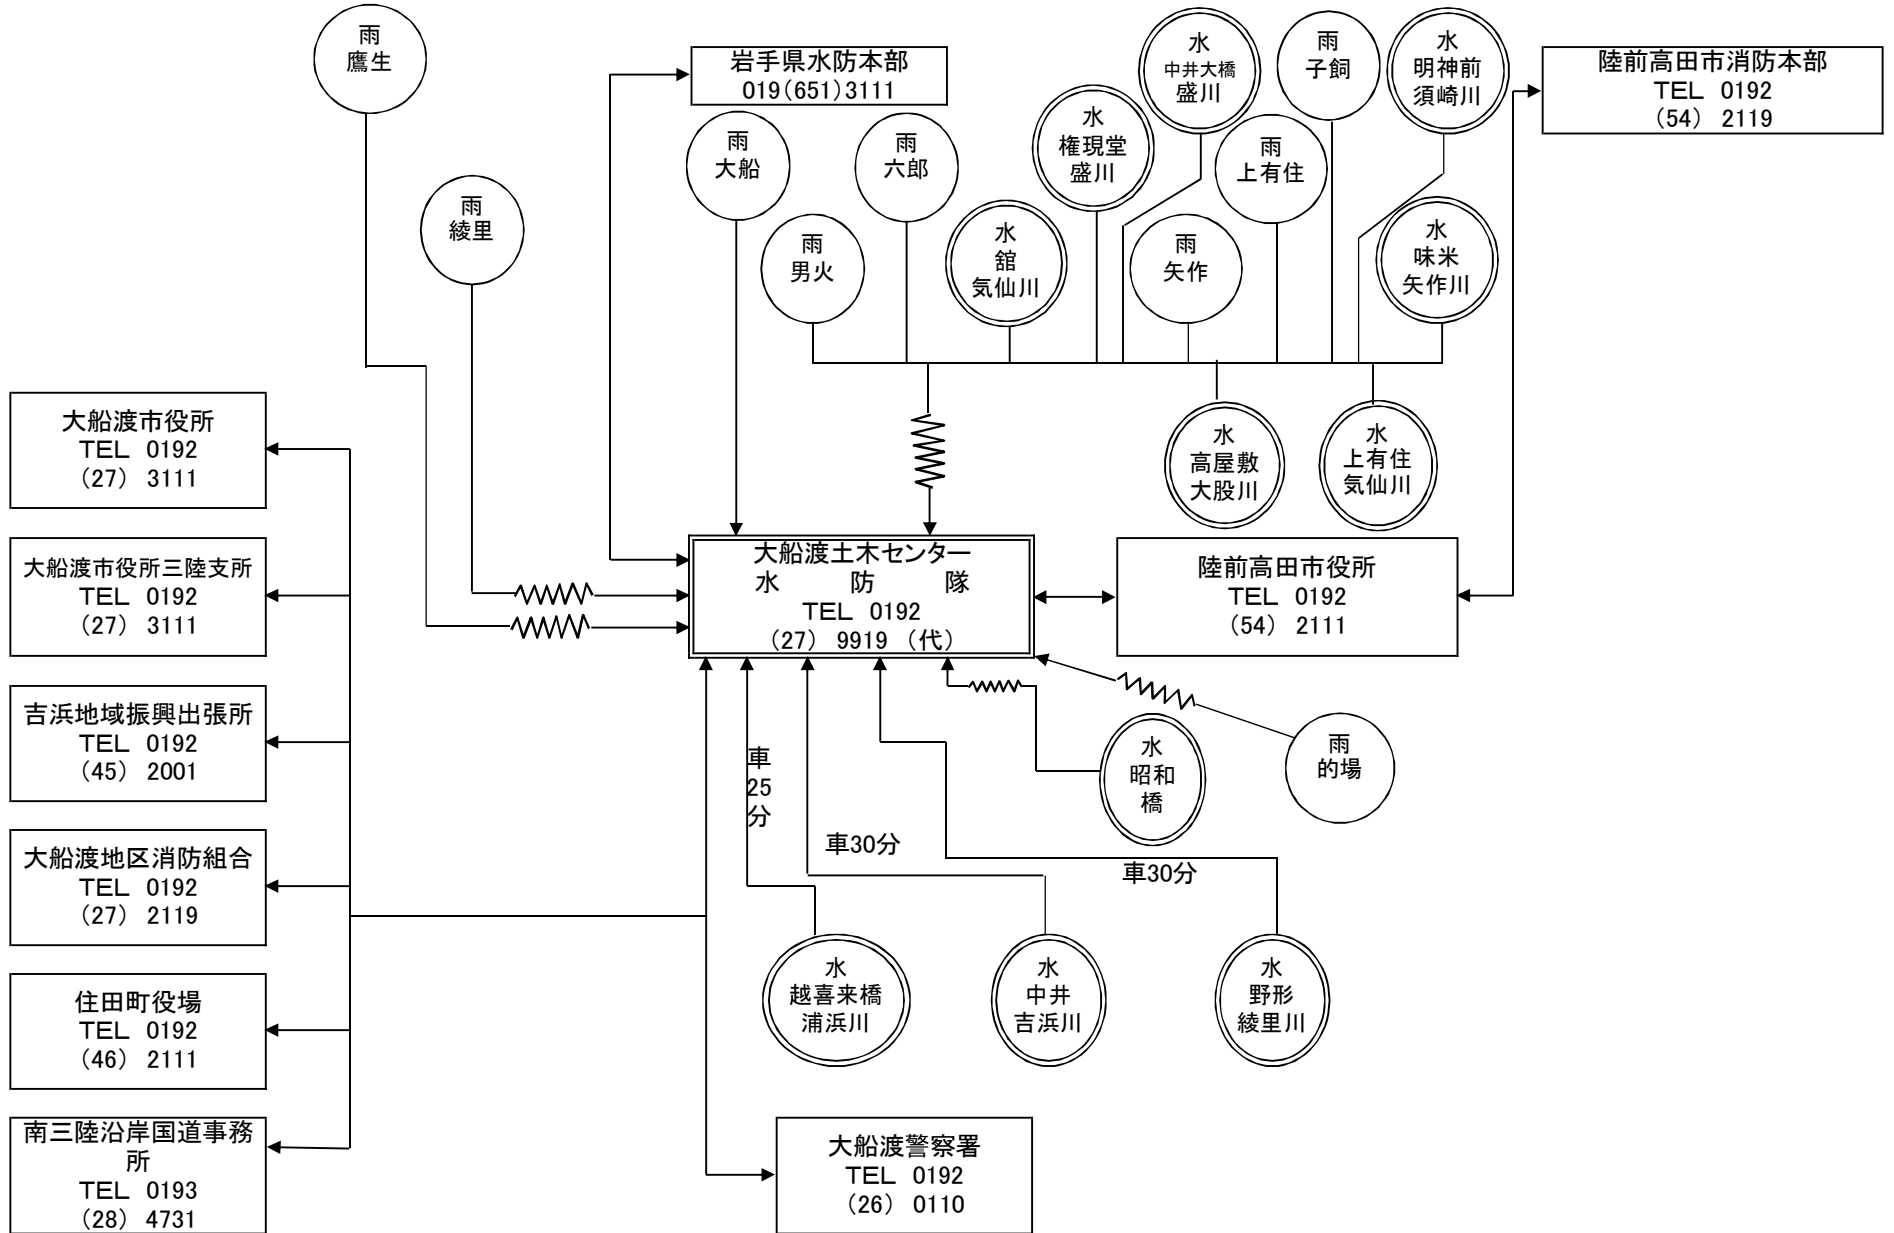 雨
鷹生
雨
綾里
岩手県水防本部
019(651)3111
雨
大船
雨
六郎
雨
男火
水
舘
気仙川
水
権現堂
盛川
水
中井大橋
盛川
雨
子飼
水
明神前
須崎川
雨
上有住
雨
矢作
水
味米
矢作川
陸前高田市消防本部
TEL 0192
(54) 2119
水
高屋敷
大股川
水
上有住
気仙川
大船渡市役所
TEL 0192
(27) 3111
大船渡市役所三陸支所
TEL 0192
(27) 3111
吉浜地域振興出張所
TEL 0192
(45) 2001
大船渡地区消防組合
TEL 0192
(27) 2119
住田町役場
TEL 0192
(46) 2111
南三陸沿岸国道事務
所
TEL 0193
(28) 4731
大船渡土木センター
水 防 隊
TEL 0192
(27) 9919 (代)
陸前高田市役所
TEL 0192
(54) 2111
水
昭和
橋
雨
的場
車
25
分
車30分
車30分
水
越喜来橋
浦浜川
水
中井
吉浜川
水
野形
綾里川
大船渡警察署
TEL 0192
(26) 0110